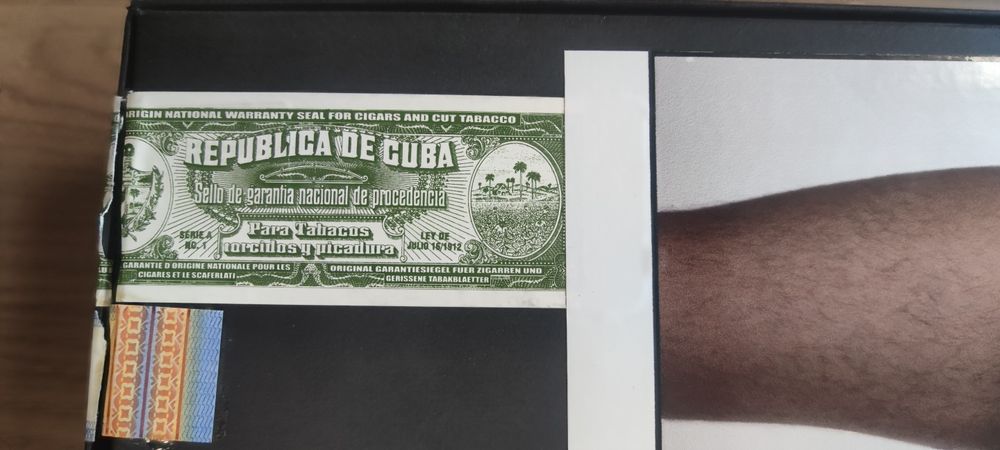 RIGIN NATIONAL WARRANTY SEAL FOR CIGARS AND CUT TABACCO
REPUBLICA DE CUBA
Sello de garantia nacional de procedencia
SERIE A
NO. 1
Para Tabacos
torcidos y picadura
LEY DE
JULIO 16/1912
GARANTIE D ORIGINE NATIONALE POUR LES
CIGARES ET LE SCAFERLATI
ORIGINAL GARANTIESIEGEL FUER ZIGARREN UND
GERISSENE TABAKBLAETTER